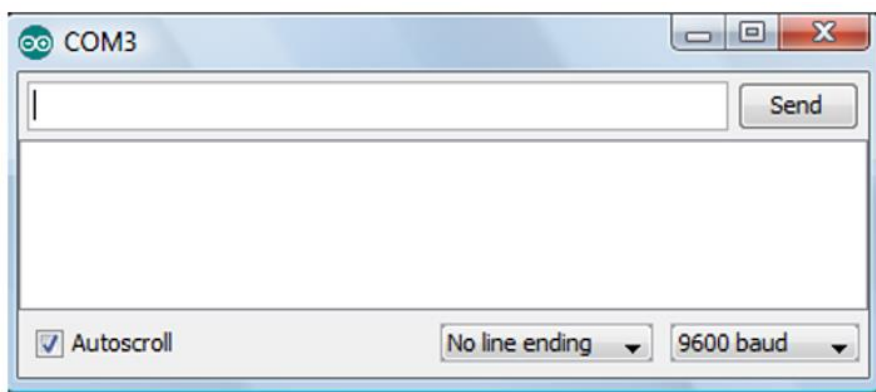 COM3
Send
Autoscroll
No line ending
9600 baud